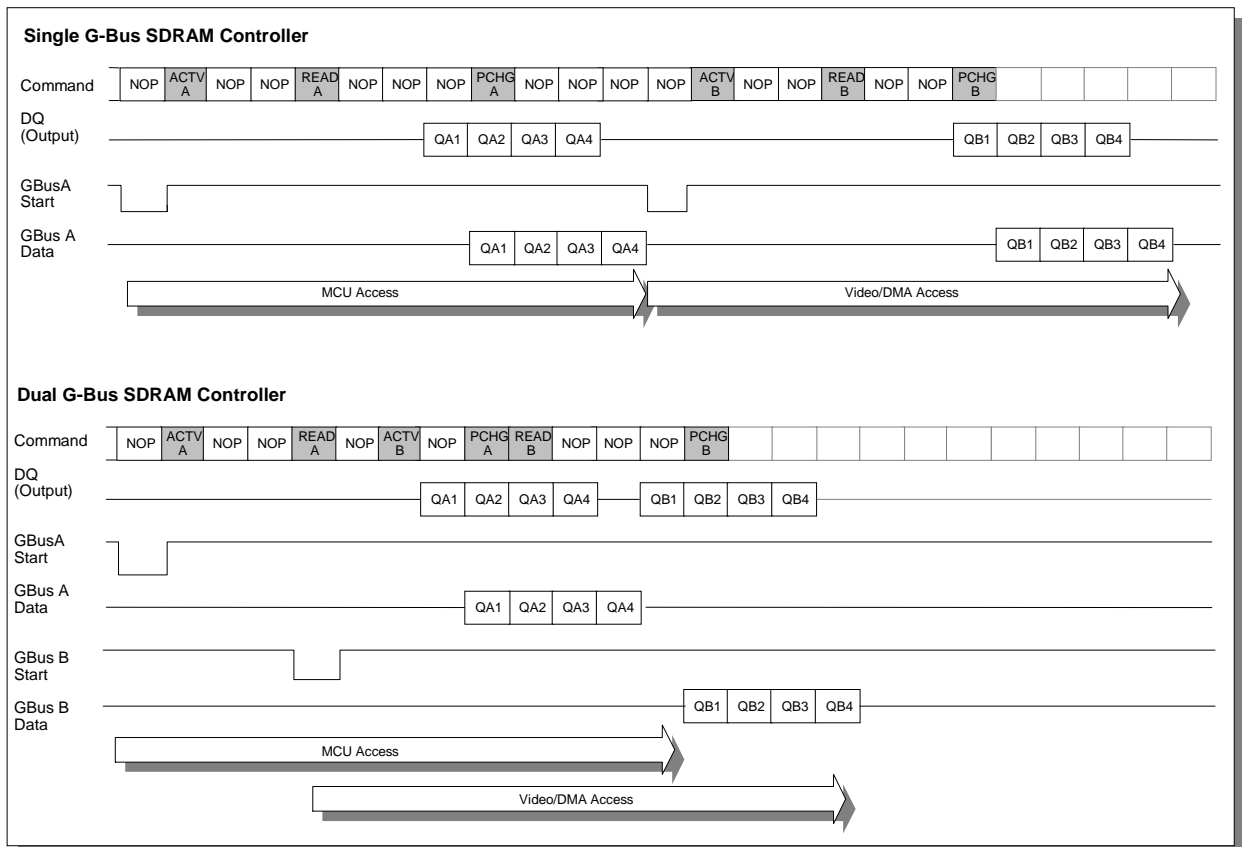 Single G-Bus SDRAM Controller
Command NOP ACTV A NOP NOP READ A NOP NOP NOP PCHG A NOP NOP NOP NOP ACTV B NOP NOP READ B NOP NOP PCHG B
DQ
(Output) QA1 QA2 QA3 QA4 QB1 QB2 QB3 QB4
GBusA
Start
GBus A
Data QA1 QA2 QA3 QA4 QB1 QB2 QB3 QB4
MCU Access Video/DMA Access
Dual G-Bus SDRAM Controller
Command NOP ACTV A NOP NOP READ A NOP ACTV B NOP PCHG A READ B NOP NOP NOP PCHG B
DQ
(Output) QA1 QA2 QA3 QA4 QB1 QB2 QB3 QB4
GBusA
Start
GBus A
Data QA1 QA2 QA3 QA4
GBus B
Start
GBus B
Data QB1 QB2 QB3 QB4
MCU Access
Video/DMA Access